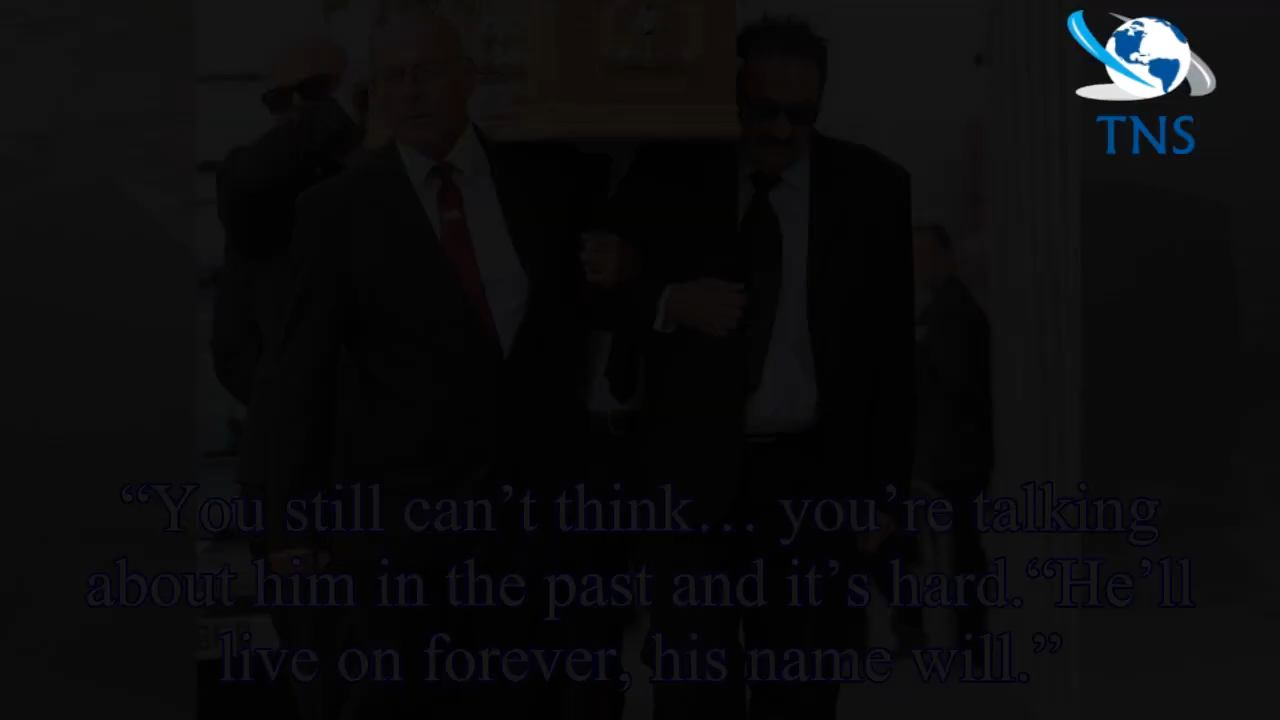 TNS
“You still can’t think… you’re talking
about him in the past and it’s hard.“He’ll
live on forever, his name will.”